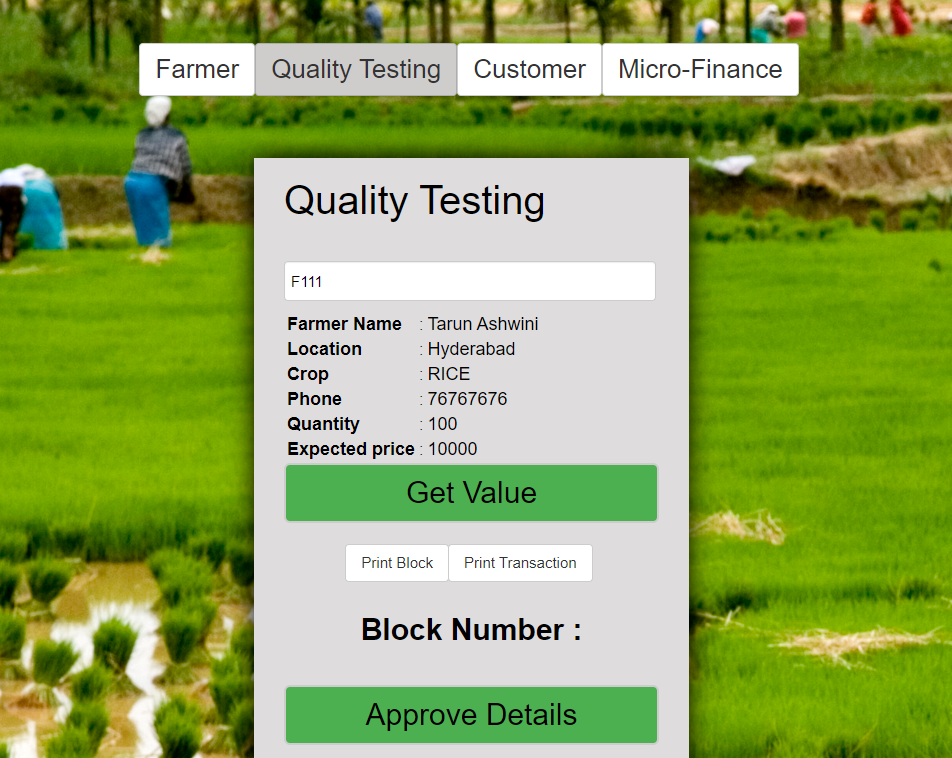 Farmer Quality Testing Customer Micro-Finance
Quality Testing
F111
Farmer Name : Tarun Ashwini
Location : Hyderabad
Crop : RICE
Phone : 76767676
Quantity : 100
Expected price : 10000
Get Value
Print Block Print Transaction
Block Number :
Approve Details